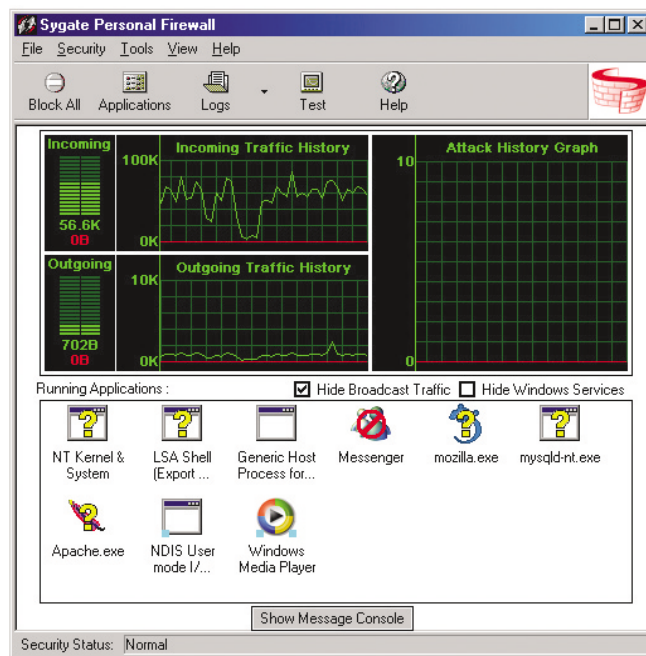 Sygate Personal Firewall
File Security Tools View Help
Block All Applications Logs Test Help
Incoming
56.6K
0B
Incoming Traffic History
100K
0K
Outgoing
702B
0B
Outgoing Traffic History
10K
0K
Attack History Graph
10
0
Running Applications : Hide Broadcast Traffic Hide Windows Services
NT Kernel &
System
LSA Shell
(Export ...
Generic Host
Process for...
Messenger
mozilla.exe
mysqld-nt.exe
Apache.exe
NDIS User
mode I/...
Windows
Media Player
Show Message Console
Security Status: Normal